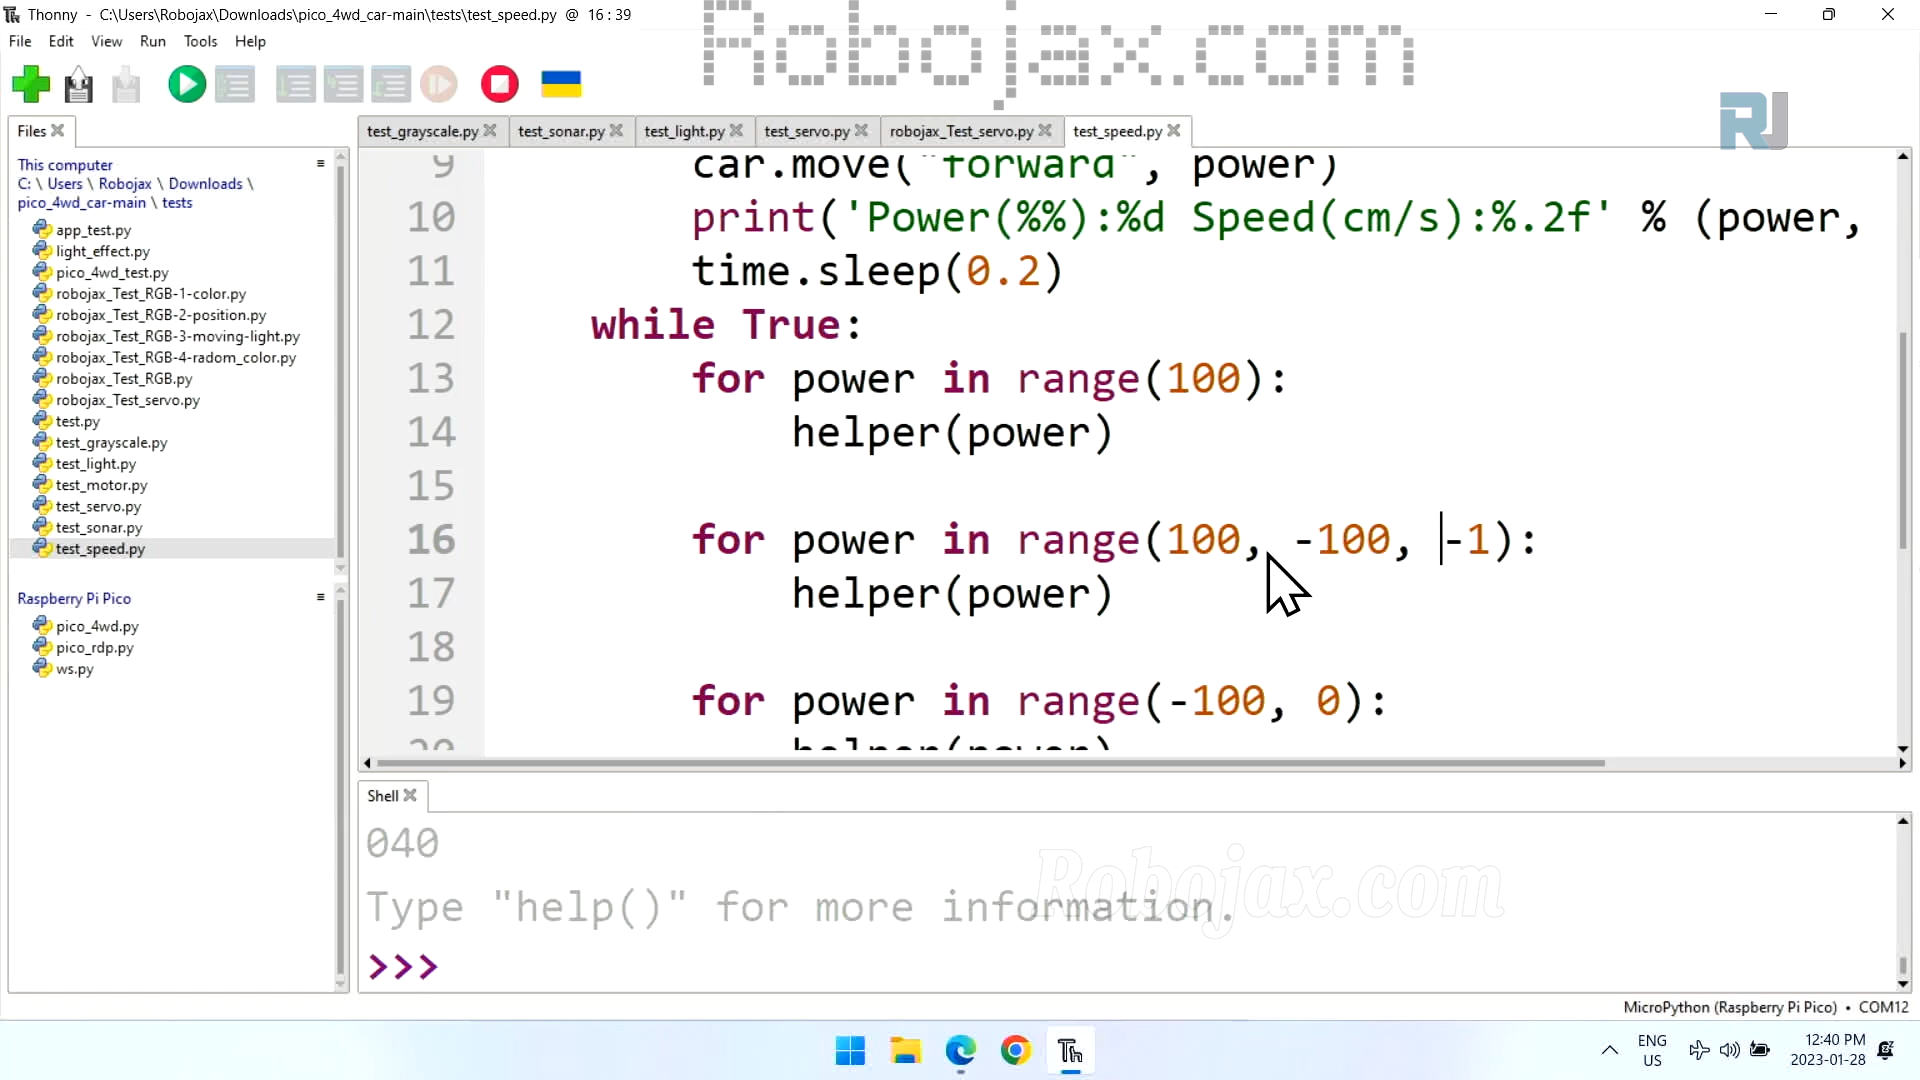 Thonny - C:\Users\Robojax\Downloads\pico_4wd_car-main\tests\test_speed.py @ 16 : 39
File Edit View Run Tools Help
Robojax.com
RJ
Files
This computer
C: \ Users \ Robojax \ Downloads \
pico_4wd_car-main \ tests
app_test.py
light_effect.py
pico_4wd_test.py
robojax_Test_RGB-1-color.py
robojax_Test_RGB-2-position.py
robojax_Test_RGB-3-moving-light.py
robojax_Test_RGB-4-radom_color.py
robojax_Test_RGB.py
robojax_Test_servo.py
test.py
test_grayscale.py
test_light.py
test_motor.py
test_servo.py
test_sonar.py
test_speed.py
Raspberry Pi Pico
pico_4wd.py
pico_rdp.py
ws.py
test_grayscale.py test_sonar.py test_light.py test_servo.py robojax_Test_servo.py test_speed.py
9 car.move("forward", power)
10 print('Power(%%):%d Speed(cm/s):%.2f' % (power,
11 time.sleep(0.2)
12 while True:
13 for power in range(100):
14 helper(power)
15
16 for power in range(100, -100, -1):
17 helper(power)
18
19 for power in range(-100, 0):
20 helper(power)
Shell
040
Type "help()" for more information.
>>>
Robojax.com
MicroPython (Raspberry Pi Pico) • COM12
Th
ENG
US
12:40 PM
2023-01-28